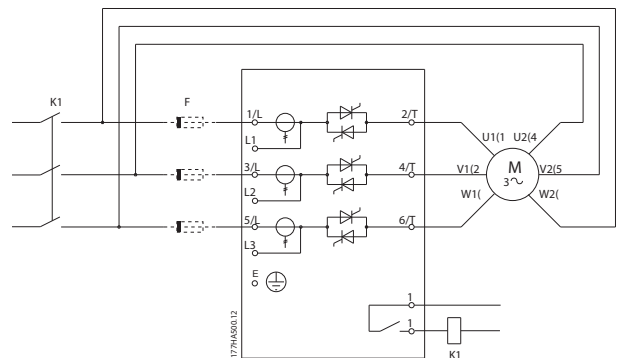 K1
F
1/L
2/T
L1
U1(1
U2(4
3/L
4/T
V1(2
M
3
V2(5
L2
W1(
W2(
5/L
6/T
L3
E
1
1
K1
177HA500.12